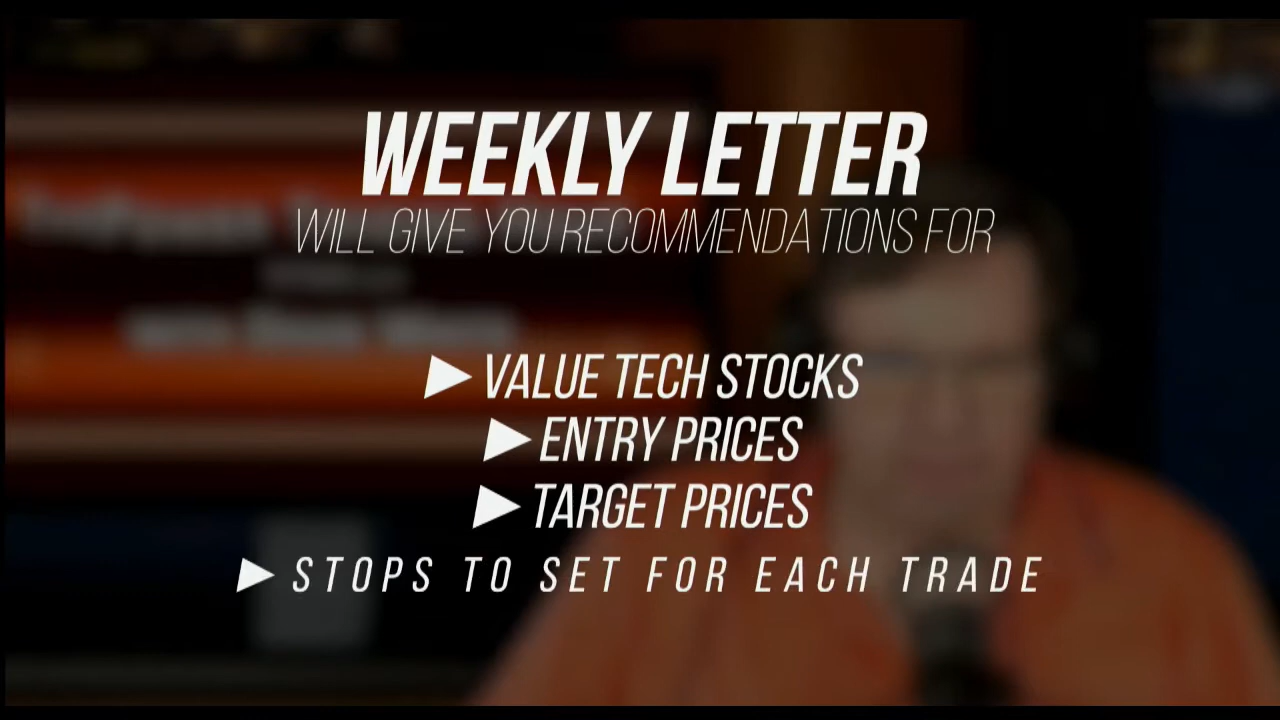 WEEKLY LETTER
WILL GIVE YOU RECOMMENDATIONS FOR
▶ VALUE TECH STOCKS
▶ ENTRY PRICES
▶ TARGET PRICES
▶ STOPS TO SET FOR EACH TRADE